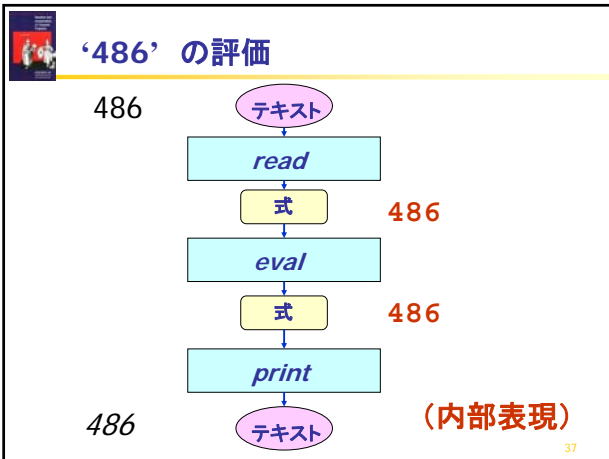 ‘486’ の評価
486
テキスト
read
式
486
eval
式
486
print
486
テキスト
(内部表現)
37